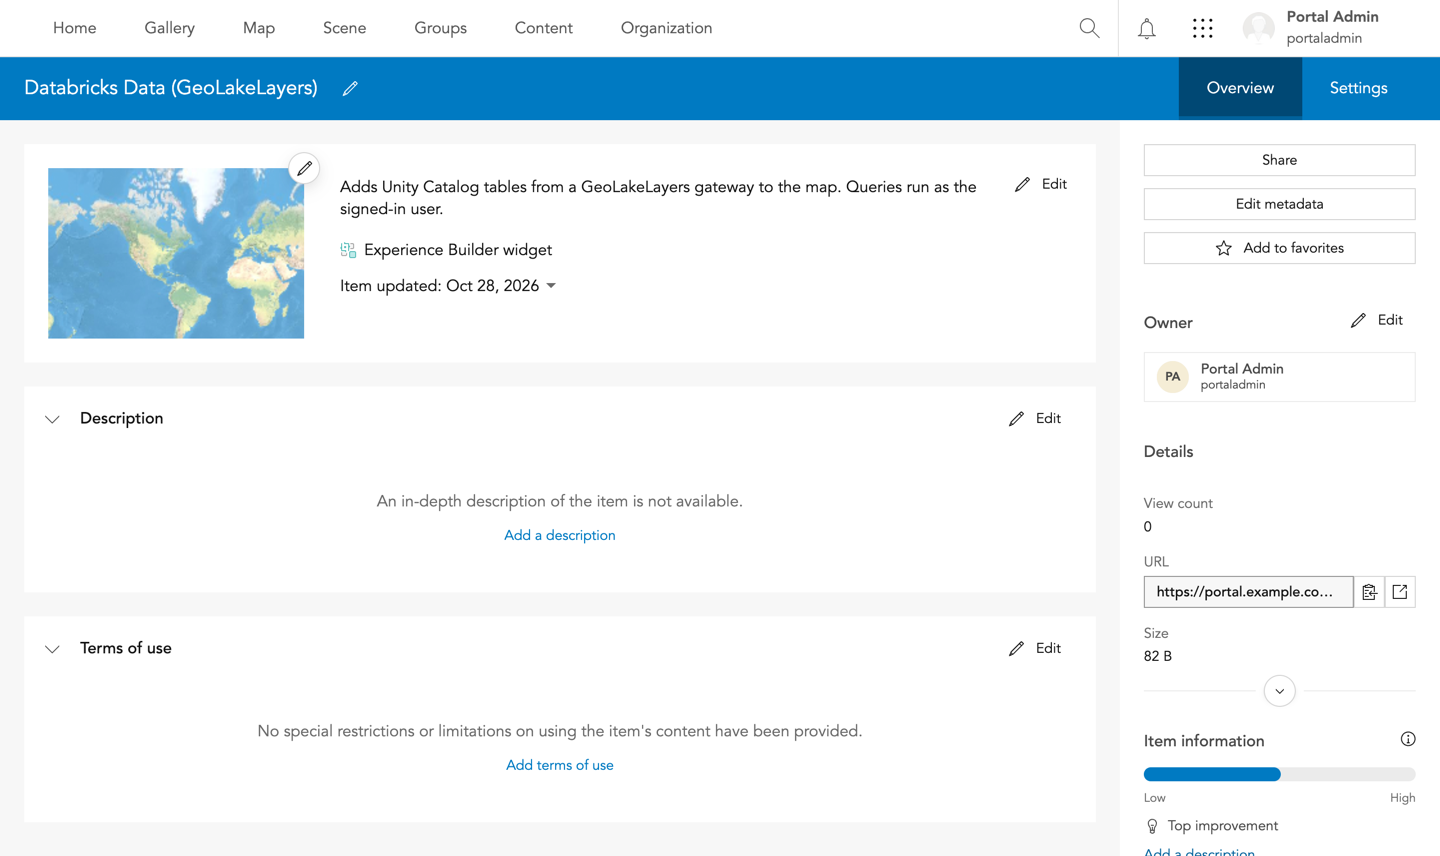 Home Gallery Map Scene Groups Content Organization
Portal Admin
portaladmin
Databricks Data (GeoLakeLayers)
Overview Settings
Adds Unity Catalog tables from a GeoLakeLayers gateway to the map. Queries run as the
signed-in user.
Edit
Experience Builder widget
Item updated: Oct 28, 2026
Description
Edit
An in-depth description of the item is not available.
Add a description
Terms of use
Edit
No special restrictions or limitations on using the item's content have been provided.
Add terms of use
Share
Edit metadata
Add to favorites
Owner
Edit
PA
Portal Admin
portaladmin
Details
View count
0
URL
https://portal.example.co...
Size
82 B
Item information
Low High
Top improvement
Add a description